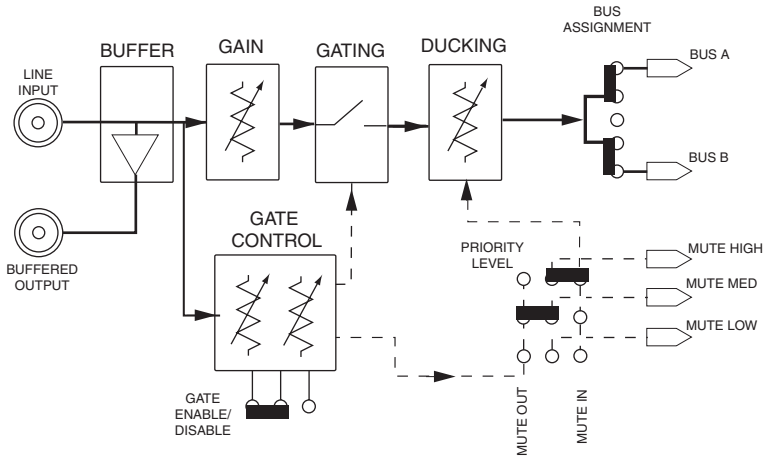 BUS
ASSIGNMENT
BUFFER
GAIN
GATING
DUCKING
BUS A
LINE
INPUT
BUS B
BUFFERED
OUTPUT
GATE
CONTROL
PRIORITY
LEVEL
MUTE HIGH
MUTE MED
MUTE LOW
GATE
ENABLE/
DISABLE
MUTE OUT
MUTE IN